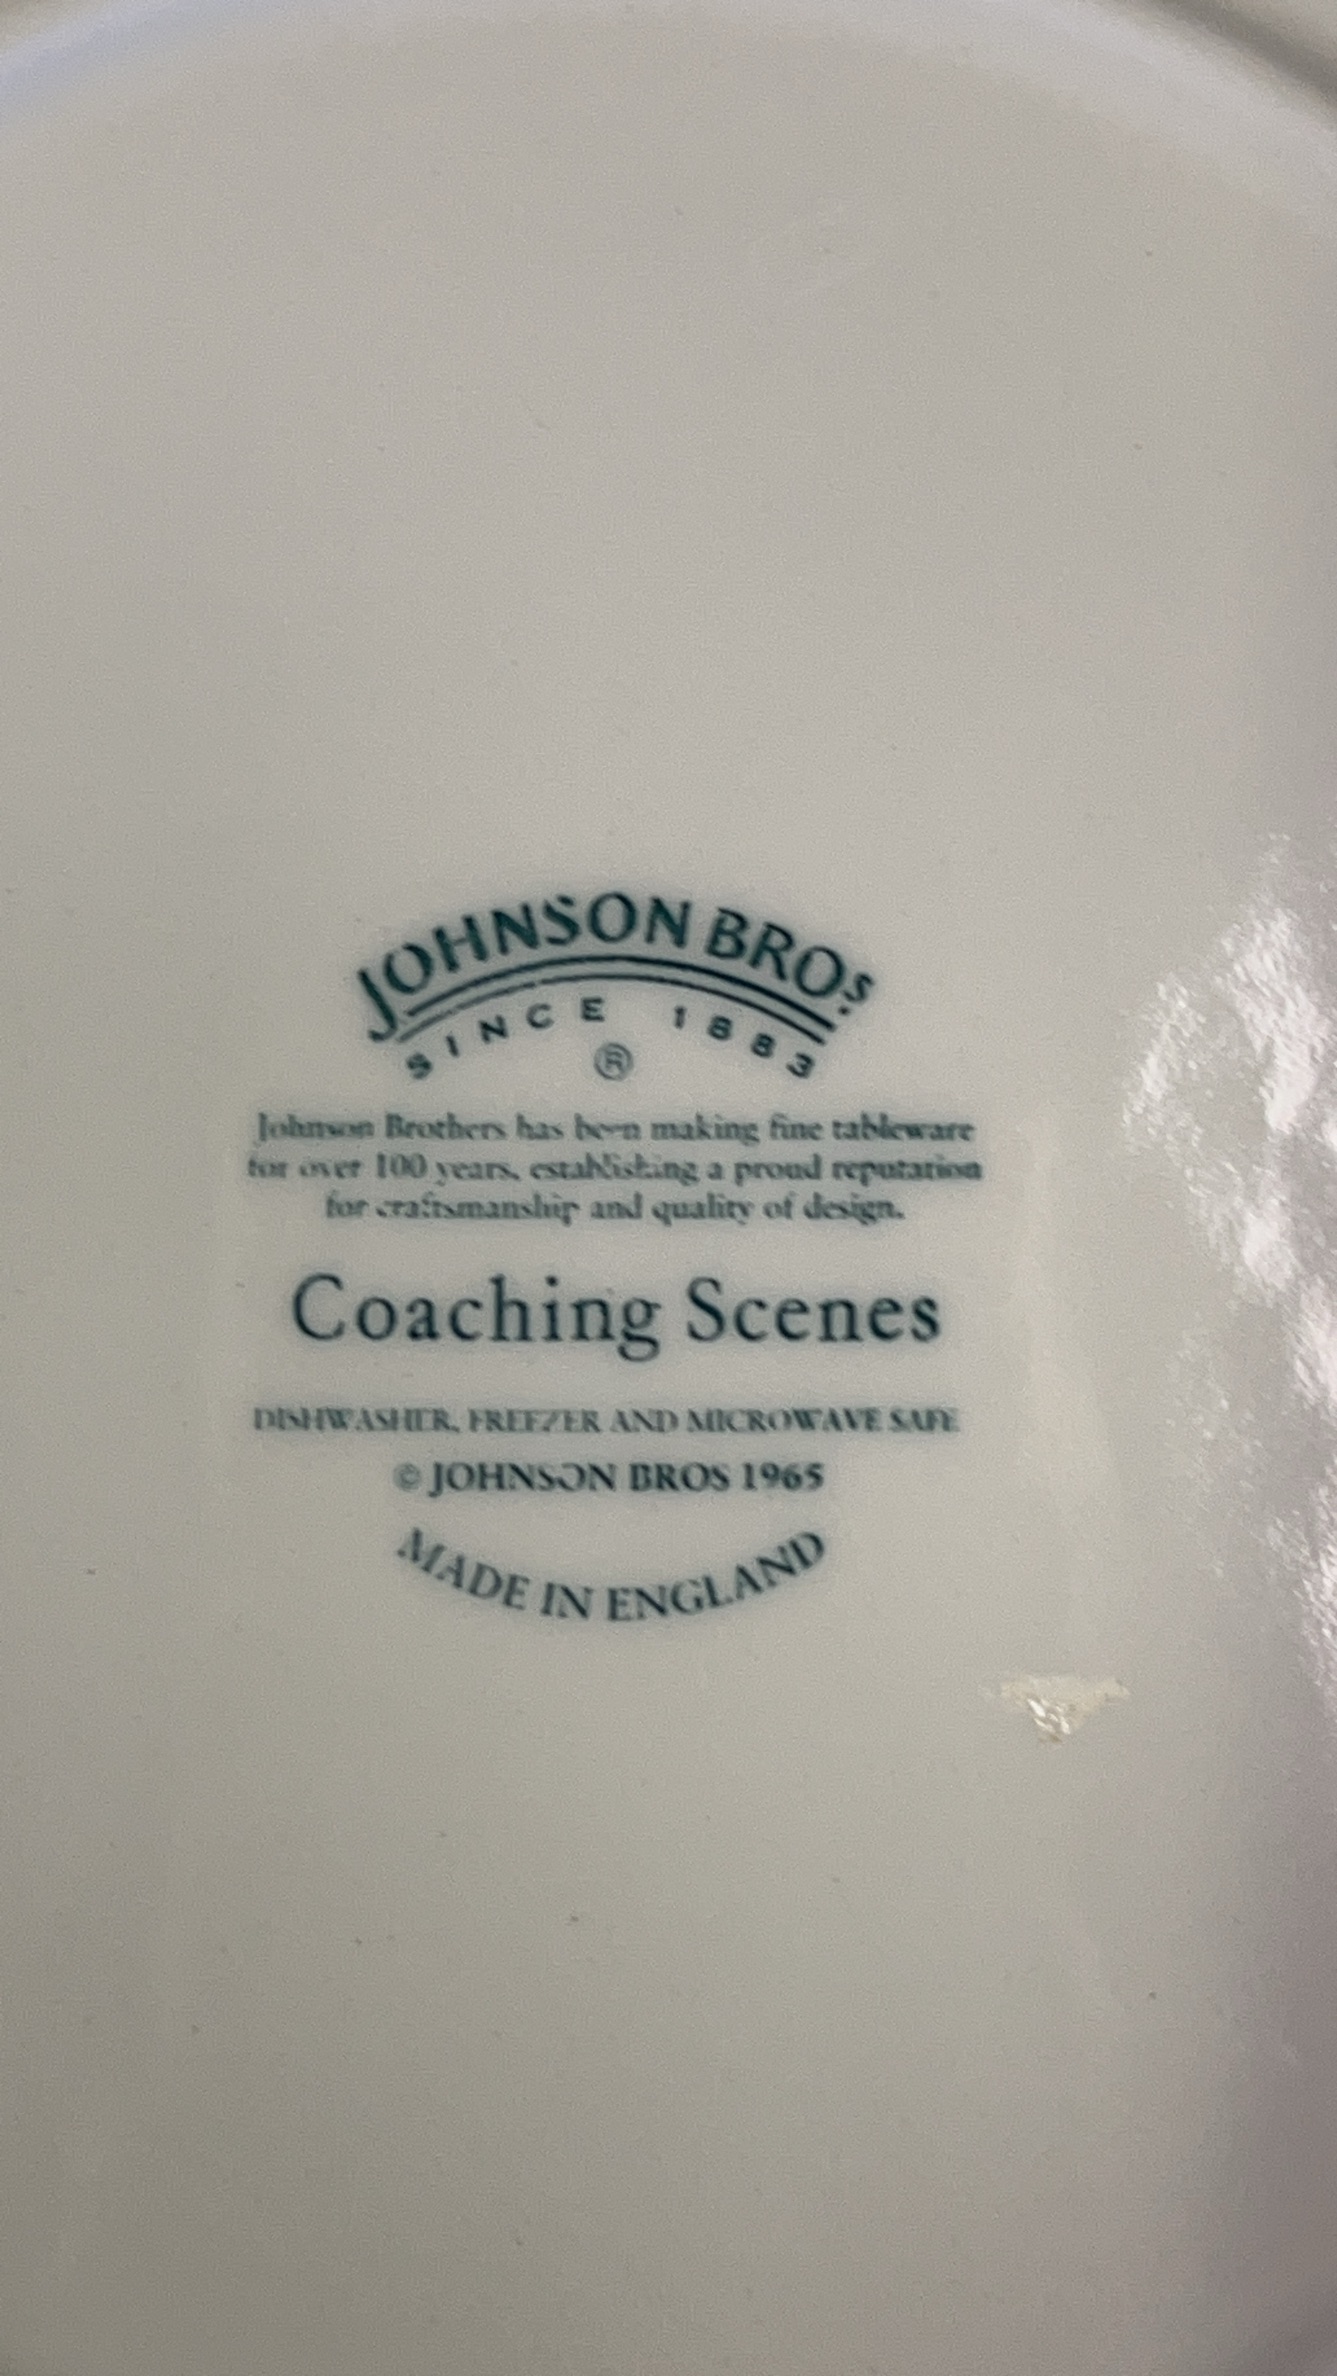 JOHNSON BROS
SINCE 1883
®
Johnson Brothers has been making fine tableware
for over 100 years, establishing a proud reputation
for craftsmanship and quality of design.
Coaching Scenes
DISHWASHER, FREEZER AND MICROWAVE SAFE
© JOHNSON BROS 1965
MADE IN ENGLAND